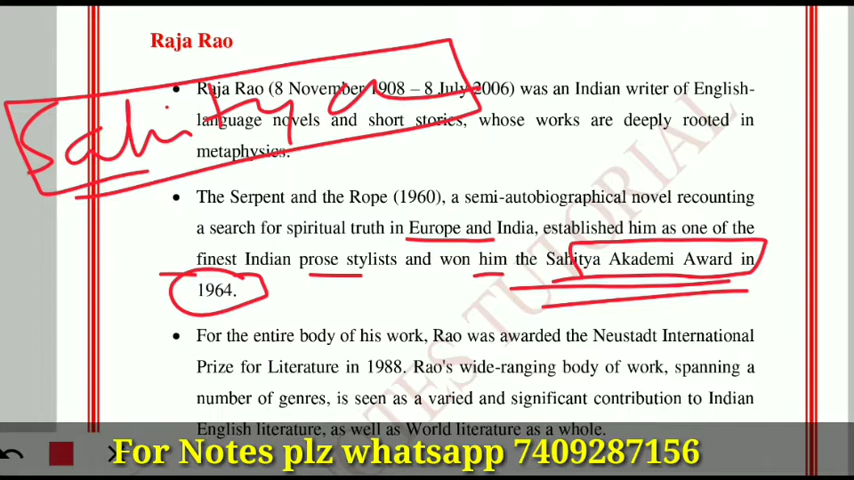 Raja Rao
Sahitya a
• Raja Rao (8 November 1908 – 8 July 2006) was an Indian writer of English-
language novels and short stories, whose works are deeply rooted in
metaphysics.
• The Serpent and the Rope (1960), a semi-autobiographical novel recounting
a search for spiritual truth in Europe and India, established him as one of the
finest Indian prose stylists and won him the Sahitya Akademi Award in
1964.
• For the entire body of his work, Rao was awarded the Neustadt International
Prize for Literature in 1988. Rao's wide-ranging body of work, spanning a
number of genres, is seen as a varied and significant contribution to Indian
English literature, as well as World literature as a whole.
For Notes plz whatsapp 7409287156
TUTORIAL